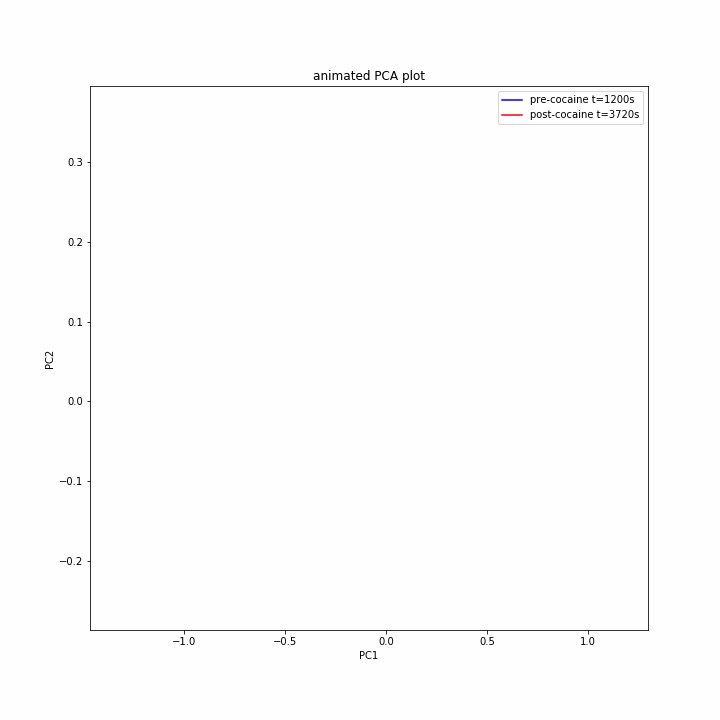 animated PCA plot
pre-cocaine t=1200s
post-cocaine t=3720s
0.3
0.2
0.1
0.0
−0.1
−0.2
PC2
−1.0 −0.5 0.0 0.5 1.0
PC1